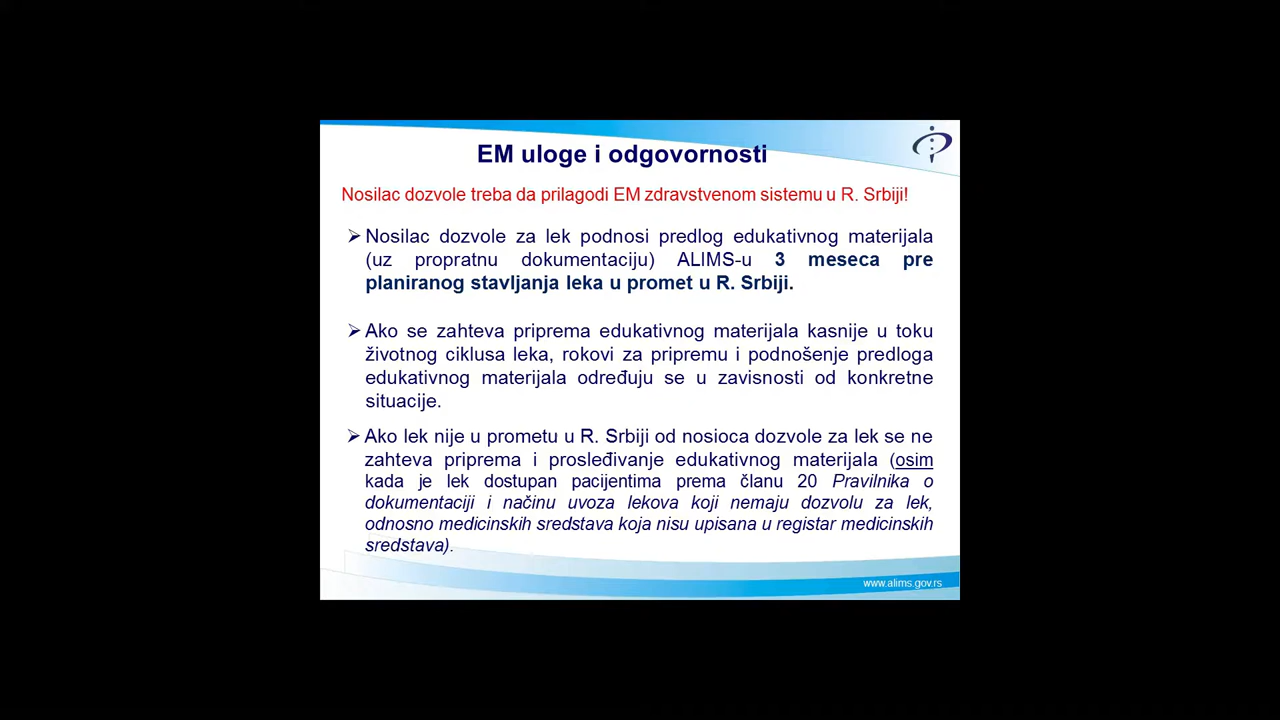 EM uloge i odgovornosti
Nosilac dozvole treba da prilagodi EM zdravstvenom sistemu u R. Srbiji!
➢ Nosilac dozvole za lek podnosi predlog edukativnog materijala
(uz propratnu dokumentaciju) ALIMS-u 3 meseca pre
planiranog stavljanja leka u promet u R. Srbiji.
➢ Ako se zahteva priprema edukativnog materijala kasnije u toku
životnog ciklusa leka, rokovi za pripremu i podnošenje predloga
edukativnog materijala određuju se u zavisnosti od konkretne
situacije.
➢ Ako lek nije u prometu u R. Srbiji od nosioca dozvole za lek se ne
zahteva priprema i prosleđivanje edukativnog materijala (osim
kada je lek dostupan pacijentima prema članu 20 Pravilnika o
dokumentaciji i načinu uvoza lekova koji nemaju dozvolu za lek,
odnosno medicinskih sredstava koja nisu upisana u registar medicinskih
sredstava).
www.alims.gov.rs